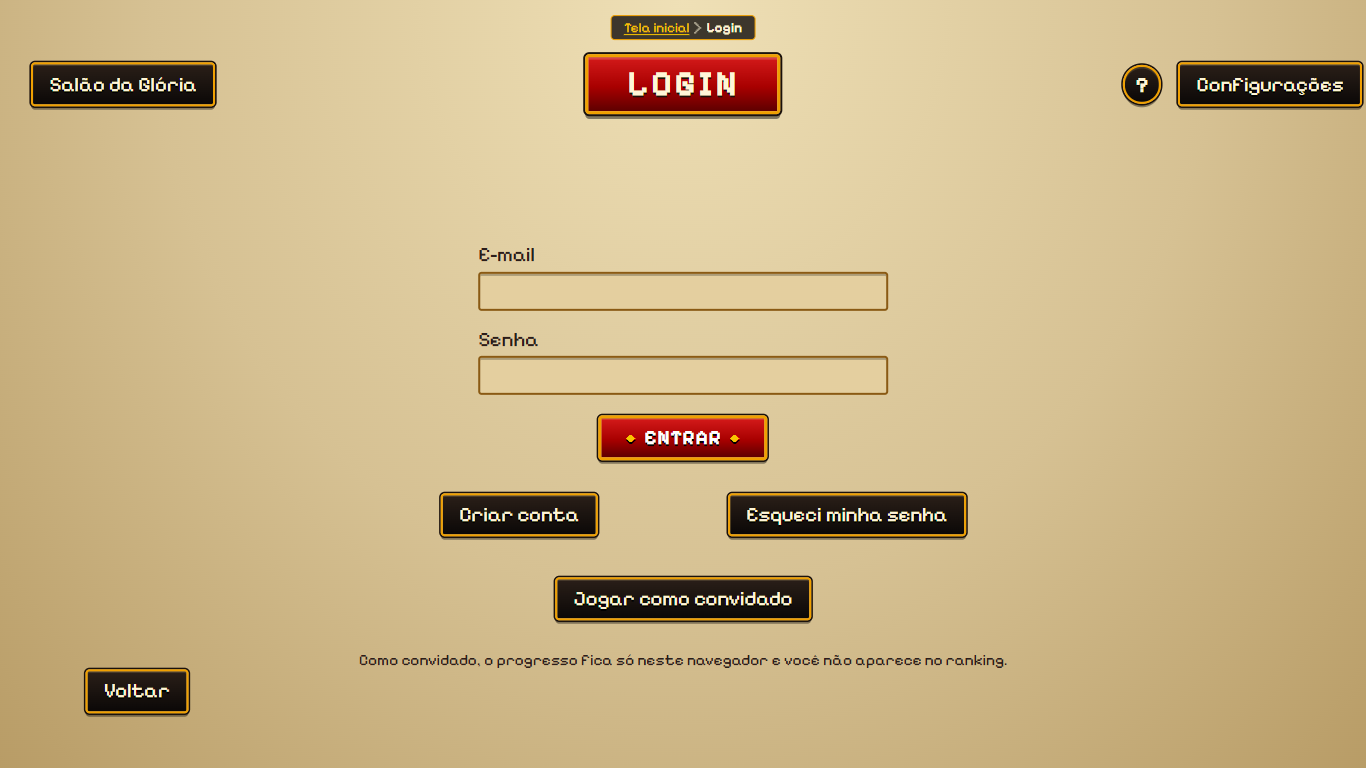 Tela inicial > Login
Salão da Glória
LOGIN
?
Configurações
E-mail
Senha
ENTRAR
Criar conta
Esqueci minha senha
Jogar como convidado
Como convidado, o progresso fica só neste navegador e você não aparece no ranking.
Voltar